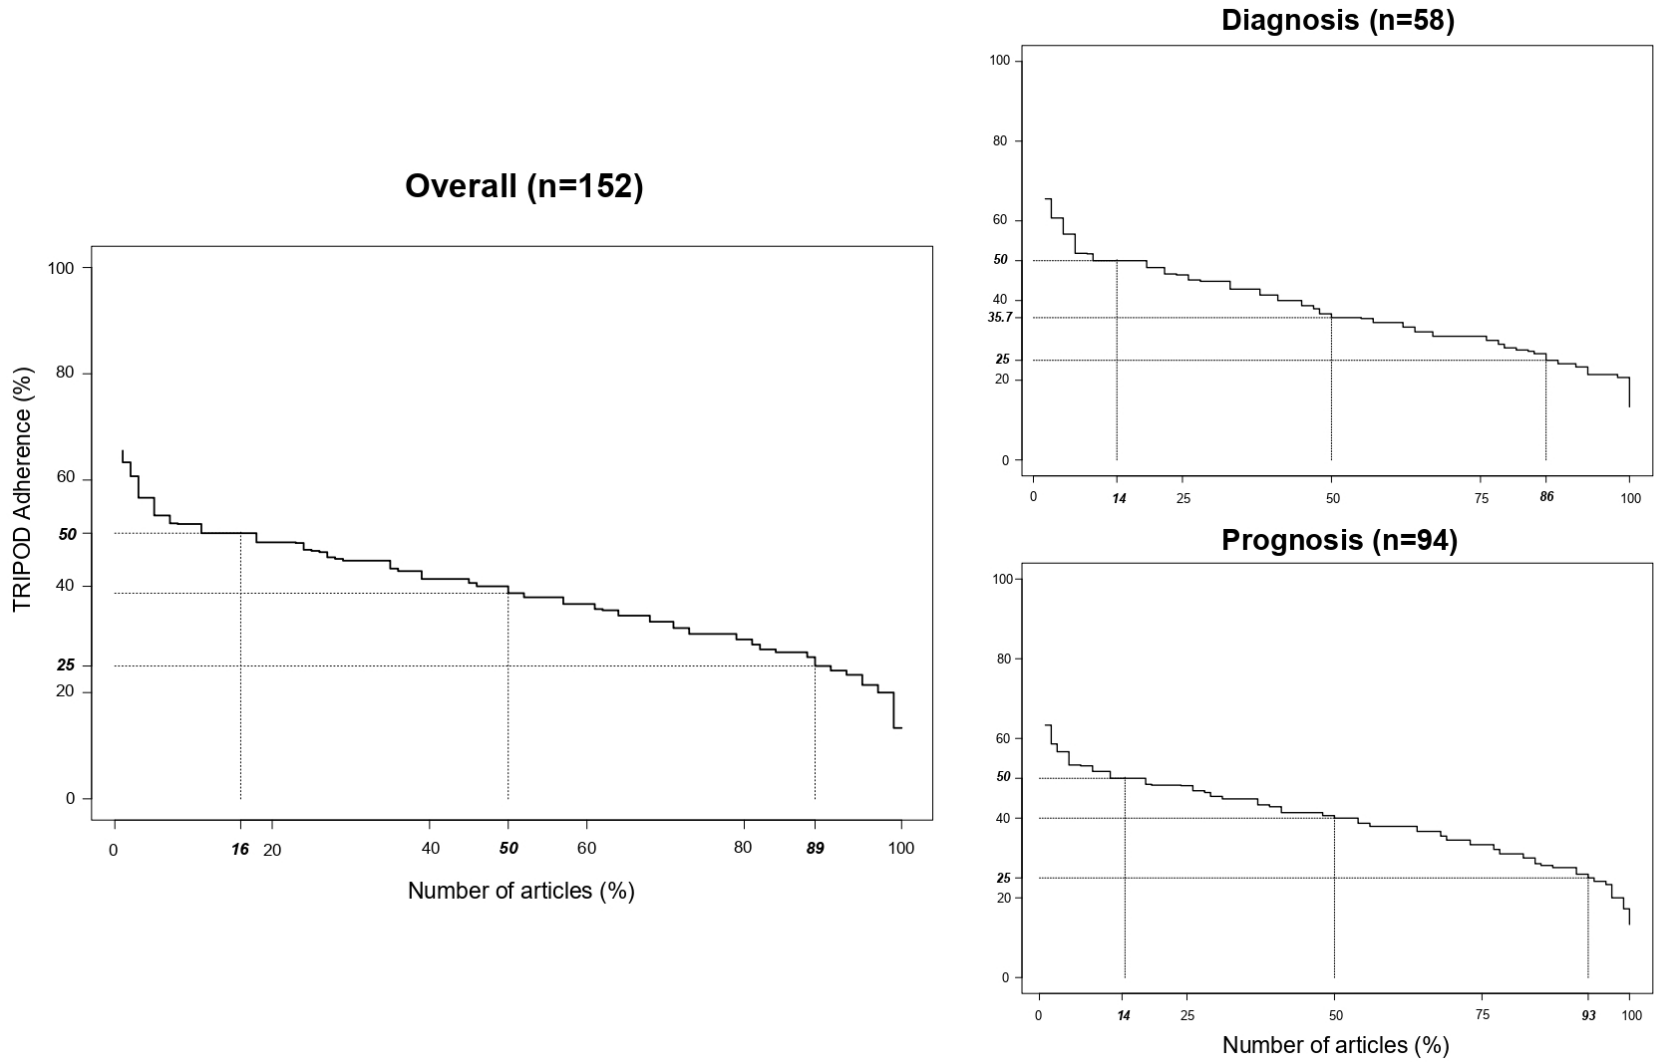 Overall (n=152)
TRIPOD Adherence (%)
100
80
60
50
40
25
20
0
0 16 20 40 50 60 80 89 100
Number of articles (%)
Diagnosis (n=58)
100
80
60
50
40
35.7
25
20
0
0 14 25 50 75 86 100
Prognosis (n=94)
100
80
60
50
40
25
20
0
0 14 25 50 75 93 100
Number of articles (%)